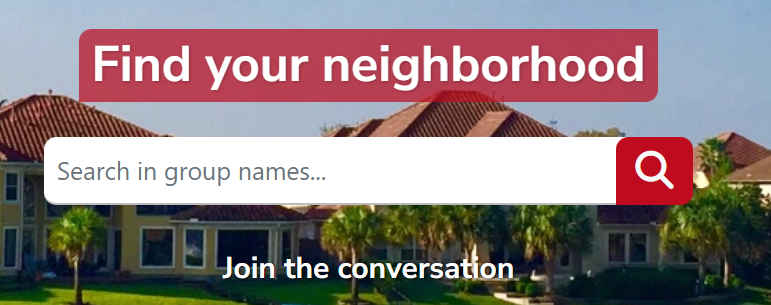 Find your neighborhood
Search in group names...
Join the conversation